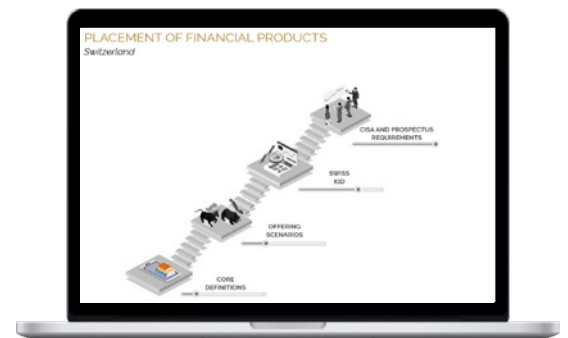 PLACEMENT OF FINANCIAL PRODUCTS
Switzerland
CISA AND PROSPECTUS
REQUIREMENTS
SWISS
KID
OFFERING
SCENARIOS
CORE
DEFINITIONS